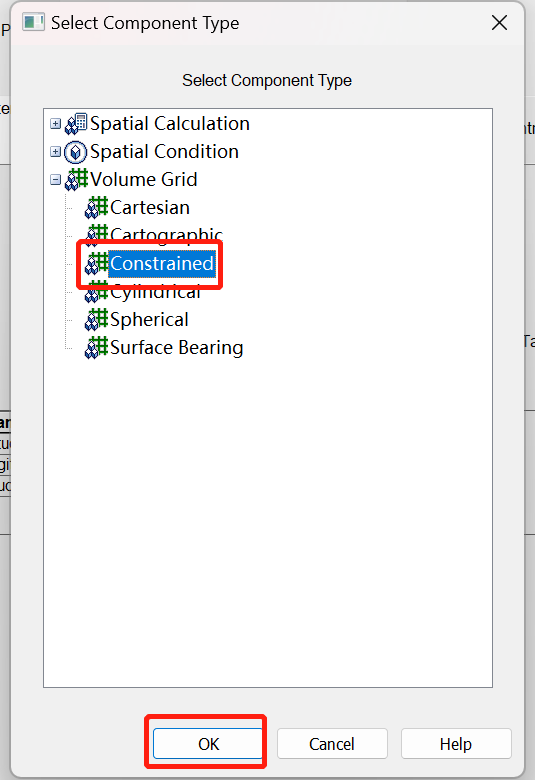 Select Component Type
Select Component Type
Spatial Calculation
Spatial Condition
Volume Grid
Cartesian
Cartographic
Constrained
Cylindrical
Spherical
Surface Bearing
OK
Cancel
Help